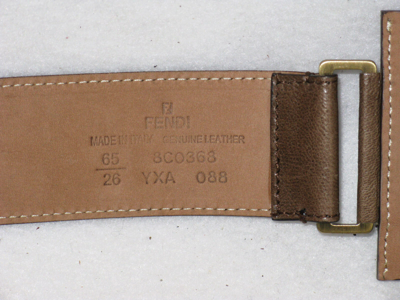 FENDI
MADE IN ITALY GENUINE LEATHER
65 8C0368
26 YXA 088